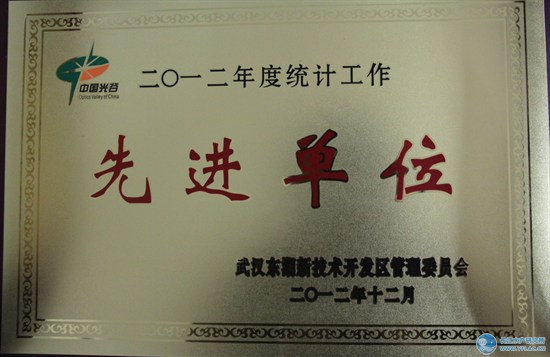 中国光谷
Optics Valley of China
二〇一二年度统计工作
先进单位
武汉东湖新技术开发区管理委员会
二〇一二年十二月